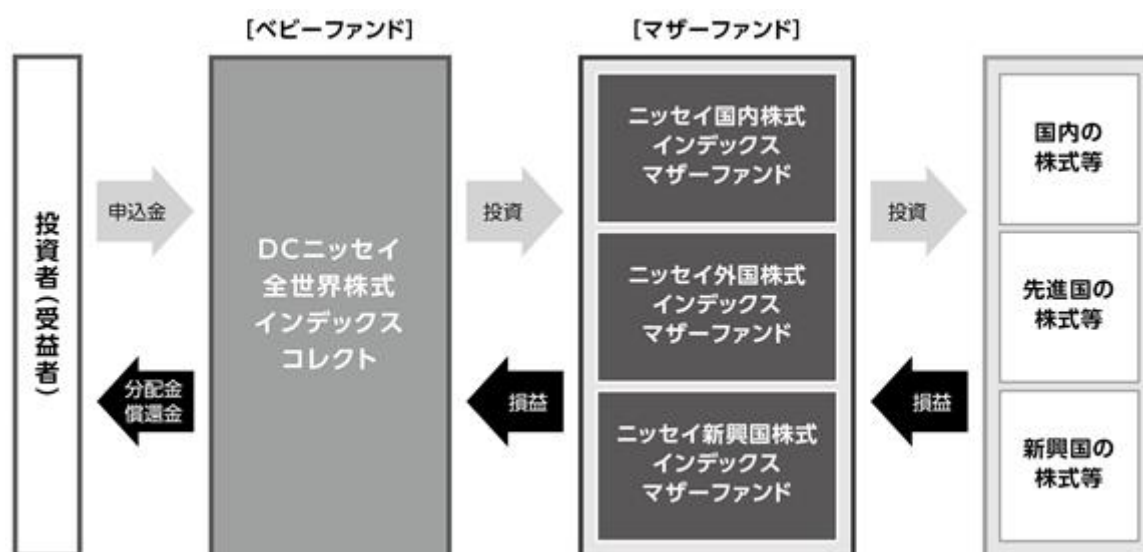 [ベビーファンド]
[マザーファンド]
投資者(受益者)
申込金
分配金
償還金
DCニッセイ
全世界株式
インデックス
コレクト
投資
損益
ニッセイ国内株式
インデックス
マザーファンド
ニッセイ外国株式
インデックス
マザーファンド
ニッセイ新興国株式
インデックス
マザーファンド
投資
損益
国内の
株式等
先進国の
株式等
新興国の
株式等